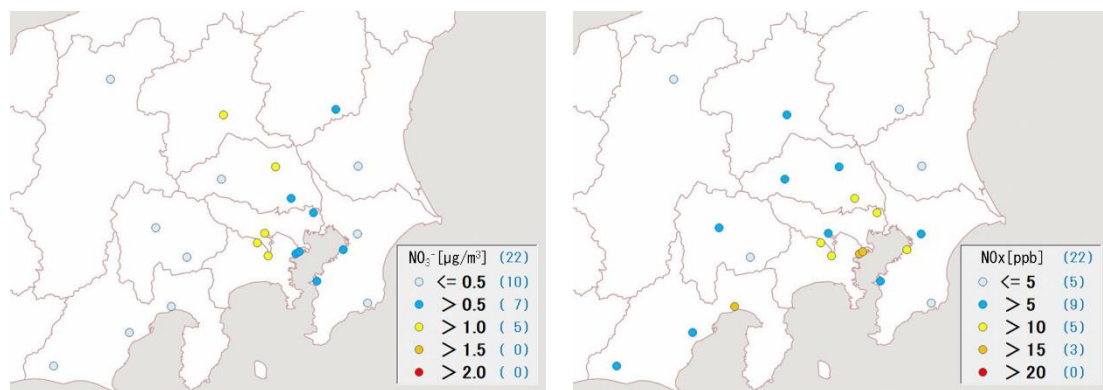 NO₃⁻[μg/m³] (22)
<= 0.5 (10)
> 0.5 ( 7)
> 1.0 ( 5)
> 1.5 ( 0)
> 2.0 ( 0)
NOx[ppb] (22)
<= 5 (5)
> 5 (9)
> 10 (5)
> 15 (3)
> 20 (0)